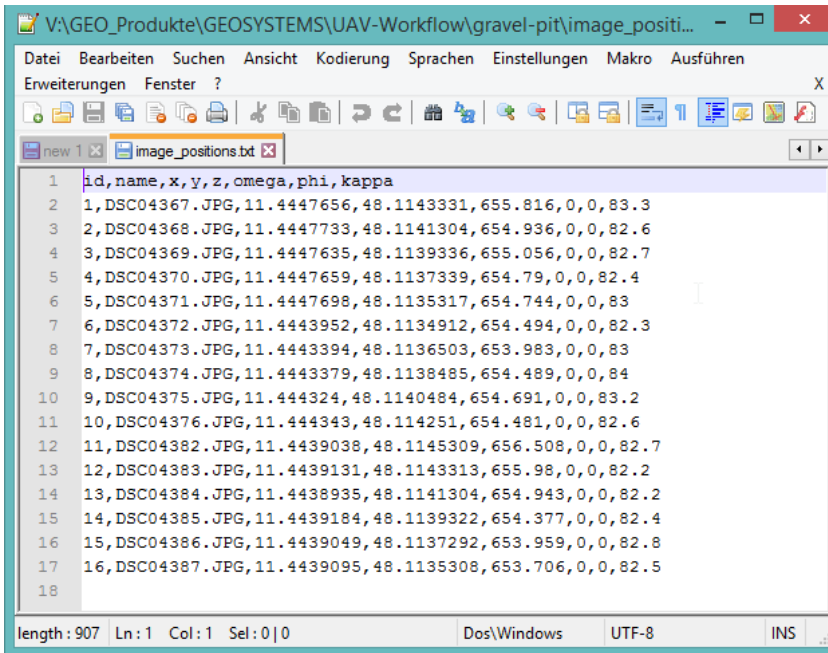 V:\GEO_Produkte\GEOSYSTEMS\UAV-Workflow\gravel-pit\image_positi...
Datei Bearbeiten Suchen Ansicht Kodierung Sprachen Einstellungen Makro Ausführen
Erweiterungen Fenster ? X
new 1 image_positions.txt
1 id,name,x,y,z,omega,phi,kappa
2 1,DSC04367.JPG,11.4447656,48.1143331,655.816,0,0,83.3
3 2,DSC04368.JPG,11.4447733,48.1141304,654.936,0,0,82.6
4 3,DSC04369.JPG,11.4447635,48.1139336,655.056,0,0,82.7
5 4,DSC04370.JPG,11.4447659,48.1137339,654.79,0,0,82.4
6 5,DSC04371.JPG,11.4447698,48.1135317,654.744,0,0,83
7 6,DSC04372.JPG,11.4443952,48.1134912,654.494,0,0,82.3
8 7,DSC04373.JPG,11.4443394,48.1136503,653.983,0,0,83
9 8,DSC04374.JPG,11.4443379,48.1138485,654.489,0,0,84
10 9,DSC04375.JPG,11.444324,48.1140484,654.691,0,0,83.2
11 10,DSC04376.JPG,11.444343,48.114251,654.481,0,0,82.6
12 11,DSC04382.JPG,11.4439038,48.1145309,656.508,0,0,82.7
13 12,DSC04383.JPG,11.4439131,48.1143313,655.98,0,0,82.2
14 13,DSC04384.JPG,11.4438935,48.1141304,654.943,0,0,82.2
15 14,DSC04385.JPG,11.4439184,48.1139322,654.377,0,0,82.4
16 15,DSC04386.JPG,11.4439049,48.1137292,653.959,0,0,82.8
17 16,DSC04387.JPG,11.4439095,48.1135308,653.706,0,0,82.5
18
length : 907 Ln : 1 Col : 1 Sel : 0 | 0 Dos\Windows UTF-8 INS